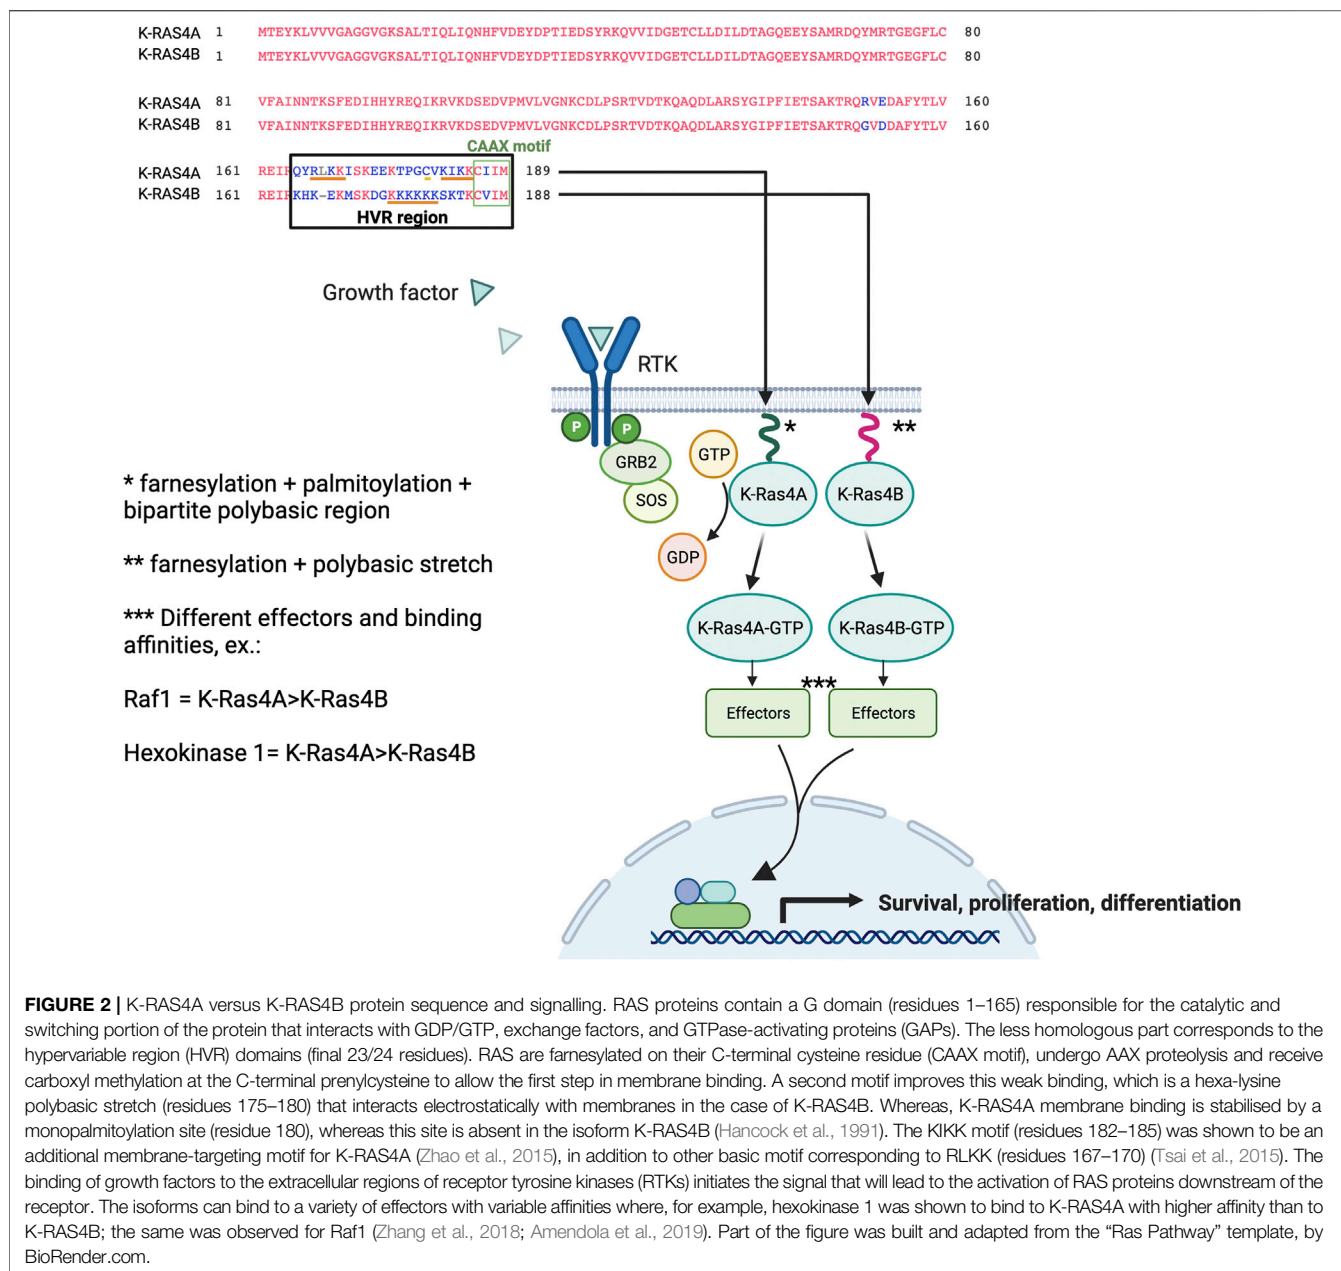 K-RAS4A 1 MTEYKLVVVGAGGVGKSALTIQLIQNHFVDEYDPTIEDSYRKQVVIDGETCLLDILDTAGQEEYSAMRDQYMRTGEGFLC 80
K-RAS4B 1 MTEYKLVVVGAGGVGKSALTIQLIQNHFVDEYDPTIEDSYRKQVVIDGETCLLDILDTAGQEEYSAMRDQYMRTGEGFLC 80
K-RAS4A 81 VFAINNTKSFEDIHHYREQIKRVKDSEDVPMVLVGNKCDLPSRTVDTKQAQDLARSYGIPFIETSAKTRQRVEDAFYTLV 160
K-RAS4B 81 VFAINNTKSFEDIHHYREQIKRVKDSEDVPMVLVGNKCDLPSRTVDTKQAQDLARSYGIPFIETSAKTRQGVDDAFYTLV 160
CAAX motif
K-RAS4A 161 REIRQYRLKKISKEEKTPGCVKIKKCIIM 189
K-RAS4B 161 REIRKHK-EKMSKDGKKKKKKSKTKCVIM 188
HVR region
Growth factor
RTK
P
P
GRB2
SOS
GTP
GDP
*
**
K-Ras4A
K-Ras4B
* farnesylation + palmitoylation +
bipartite polybasic region
** farnesylation + polybasic stretch
*** Different effectors and binding
affinities, ex.:
Raf1 = K-Ras4A>K-Ras4B
Hexokinase 1= K-Ras4A>K-Ras4B
K-Ras4A-GTP
K-Ras4B-GTP
***
Effectors
Effectors
Survival, proliferation, differentiation
FIGURE 2 | K-RAS4A versus K-RAS4B protein sequence and signalling. RAS proteins contain a G domain (residues 1–165) responsible for the catalytic and
switching portion of the protein that interacts with GDP/GTP, exchange factors, and GTPase-activating proteins (GAPs). The less homologous part corresponds to the
hypervariable region (HVR) domains (final 23/24 residues). RAS are farnesylated on their C-terminal cysteine residue (CAAX motif), undergo AAX proteolysis and receive
carboxyl methylation at the C-terminal prenylcysteine to allow the first step in membrane binding. A second motif improves this weak binding, which is a hexa-lysine
polybasic stretch (residues 175–180) that interacts electrostatically with membranes in the case of K-RAS4B. Whereas, K-RAS4A membrane binding is stabilised by a
monopalmitoylation site (residue 180), whereas this site is absent in the isoform K-RAS4B (Hancock et al., 1991). The KIKK motif (residues 182–185) was shown to be an
additional membrane-targeting motif for K-RAS4A (Zhao et al., 2015), in addition to other basic motif corresponding to RLKK (residues 167–170) (Tsai et al., 2015). The
binding of growth factors to the extracellular regions of receptor tyrosine kinases (RTKs) initiates the signal that will lead to the activation of RAS proteins downstream of the
receptor. The isoforms can bind to a variety of effectors with variable affinities where, for example, hexokinase 1 was shown to bind to K-RAS4A with higher affinity than to
K-RAS4B; the same was observed for Raf1 (Zhang et al., 2018; Amendola et al., 2019). Part of the figure was built and adapted from the “Ras Pathway” template, by
BioRender.com.